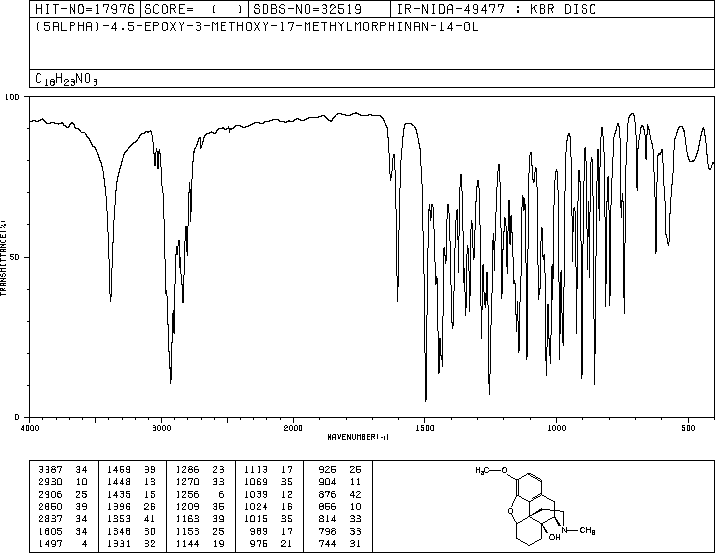 HIT-NO=17976 SCORE= ( ) SDBS-NO=32519 IR-NIDA-49477 : KBR DISC
(5ALPHA)-4.5-EPOXY-3-METHOXY-17-METHYLMORPHINAN-14-OL
C18H23NO3
100
50
0
TRANSMITTANCE(%)
4000 3000 2000 1500 1000 500
WAVENUMBER(-1)
3387 34 1459 39 1286 23 1113 17 925 25
2930 10 1448 13 1270 33 1069 35 904 11
2906 25 1435 15 1256 6 1039 12 876 42
2860 39 1396 26 1209 36 1024 16 856 10
2837 34 1353 41 1163 39 1015 35 814 33
1605 34 1348 30 1153 25 989 17 798 33
1497 4 1331 32 1144 19 976 21 744 31
H3C O
O
N CH3
OH